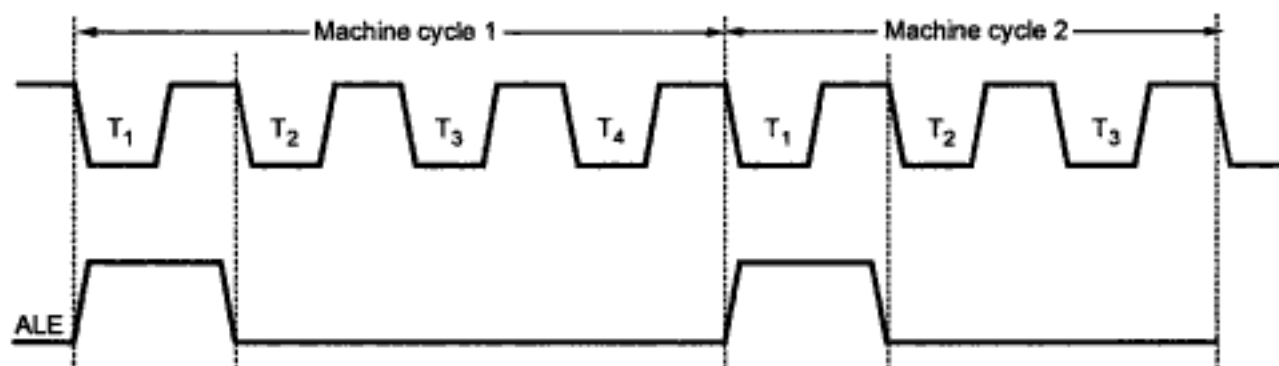 Machine cycle 1 Machine cycle 2
T₁ T₂ T₃ T₄ T₁ T₂ T₃
ALE